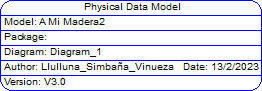 Physical Data Model
Model: A Mi Madera2
Package:
Diagram: Diagram_1
Author: Llulluna_Simbaña_Vinueza Date: 13/2/2023
Version: V3.0